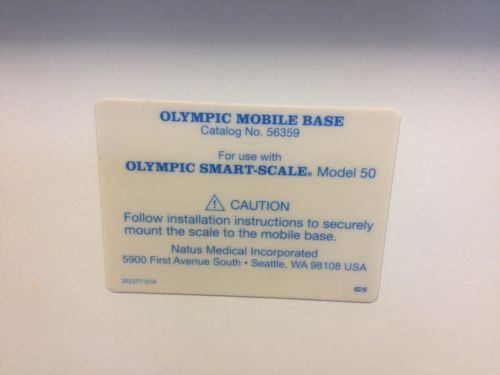 OLYMPIC MOBILE BASE
Catalog No. 56359
For use with
OLYMPIC SMART-SCALE® Model 50
⚠ CAUTION
Follow installation instructions to securely
mount the scale to the mobile base.
Natus Medical Incorporated
5900 First Avenue South • Seattle, WA 98108 USA